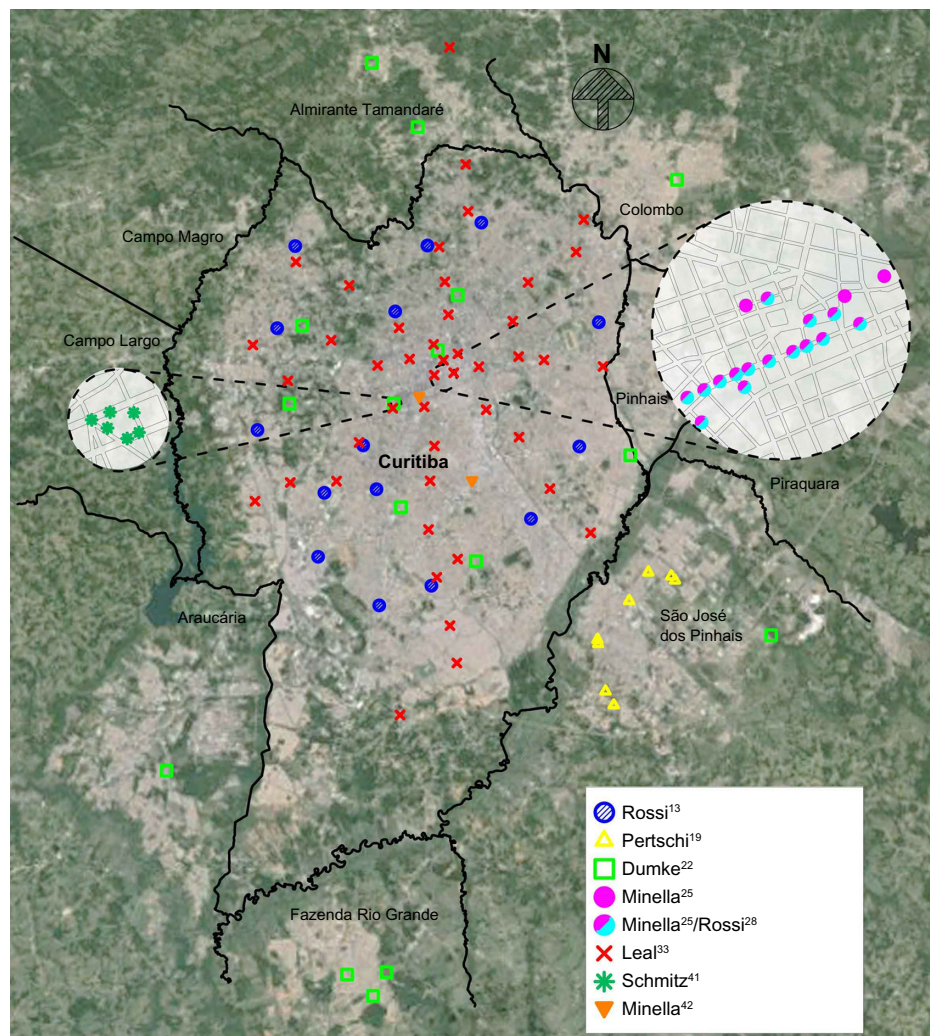 N
Almirante Tamandaré
Colombo
Campo Magro
Campo Largo
Pinhais
Curitiba
Piraquara
São José
dos Pinhais
Araucária
Fazenda Rio Grande
Rossi¹³
Pertschi¹⁹
Dumke²²
Minella²⁵
Minella²⁵/Rossi²⁸
Leal³³
Schmitz⁴¹
Minella⁴²